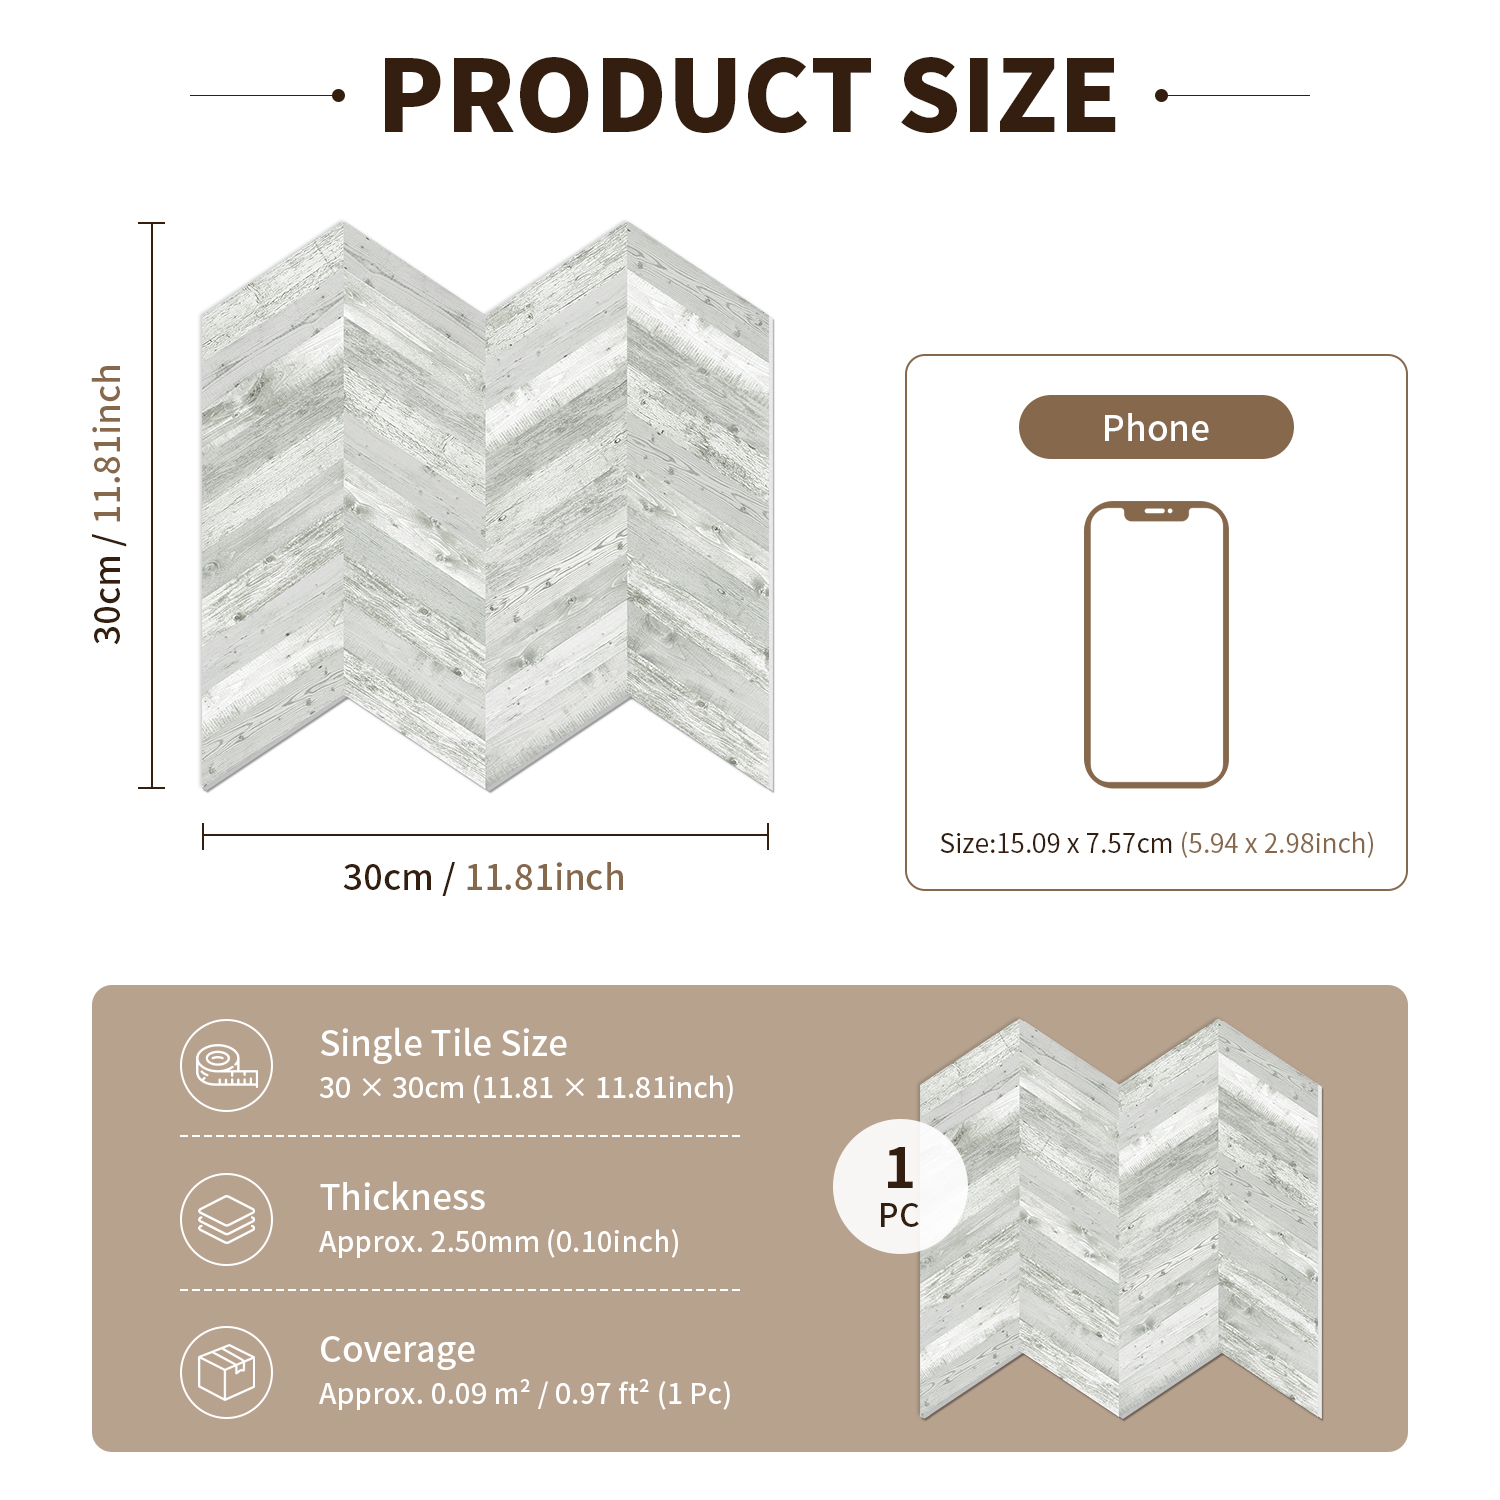 PRODUCT SIZE
30cm / 11.81inch
30cm / 11.81inch
Phone
Size:15.09 x 7.57cm (5.94 x 2.98inch)
Single Tile Size
30 × 30cm (11.81 × 11.81inch)
Thickness
Approx. 2.50mm (0.10inch)
Coverage
Approx. 0.09 m² / 0.97 ft² (1 Pc)
1
PC